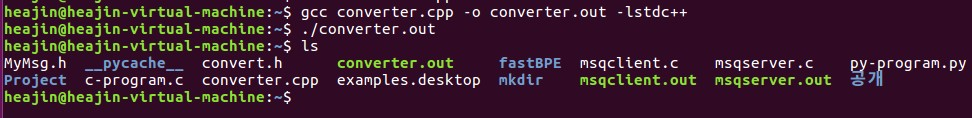 heajin@heajin-virtual-machine:~$ gcc converter.cpp -o converter.out -lstdc++
heajin@heajin-virtual-machine:~$ ./converter.out
heajin@heajin-virtual-machine:~$ ls
MyMsg.h __pycache__ convert.h converter.out fastBPE msqclient.c msqserver.c py-program.py
Project c-program.c converter.cpp examples.desktop mkdir msqclient.out msqserver.out 공개
heajin@heajin-virtual-machine:~$